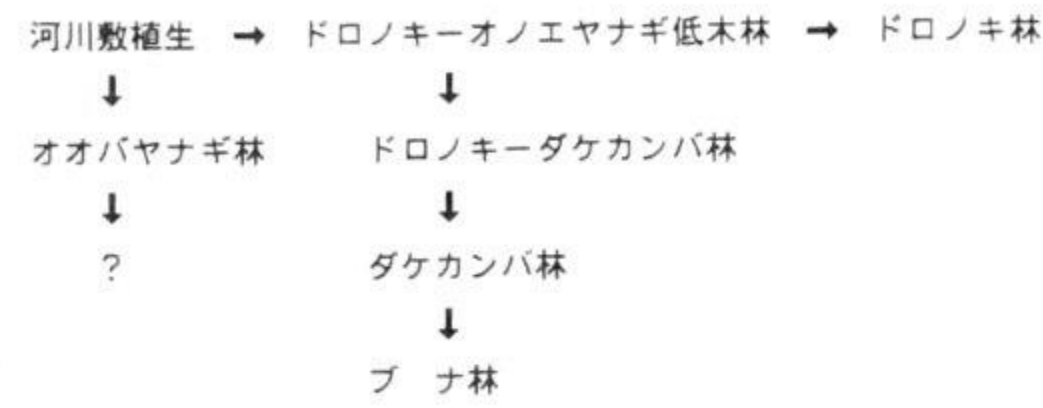 河川敷植生 → ドロノキーオノエヤナギ低木林 → ドロノキ林
↓ ↓
オオバヤナギ林 ドロノキーダケカンバ林
↓ ↓
? ダケカンバ林
↓
ブ ナ林